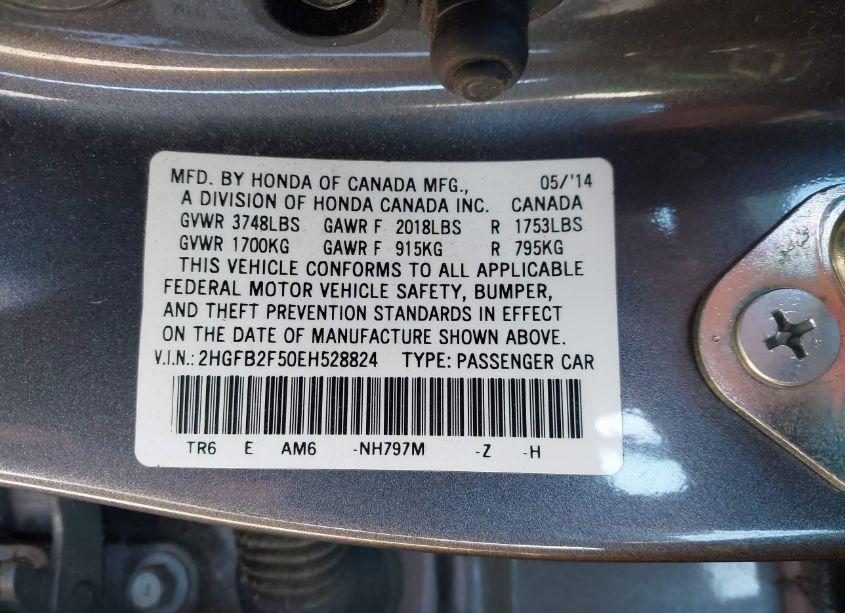 MFD. BY HONDA OF CANADA MFG., 05/'14
A DIVISION OF HONDA CANADA INC. CANADA
GVWR 3748LBS GAWR F 2018LBS R 1753LBS
GVWR 1700KG GAWR F 915KG R 795KG
THIS VEHICLE CONFORMS TO ALL APPLICABLE
FEDERAL MOTOR VEHICLE SAFETY, BUMPER,
AND THEFT PREVENTION STANDARDS IN EFFECT
ON THE DATE OF MANUFACTURE SHOWN ABOVE.
V.I.N.: 2HGFB2F50EH528824 TYPE: PASSENGER CAR
TR6 E AM6 -NH797M -Z -H